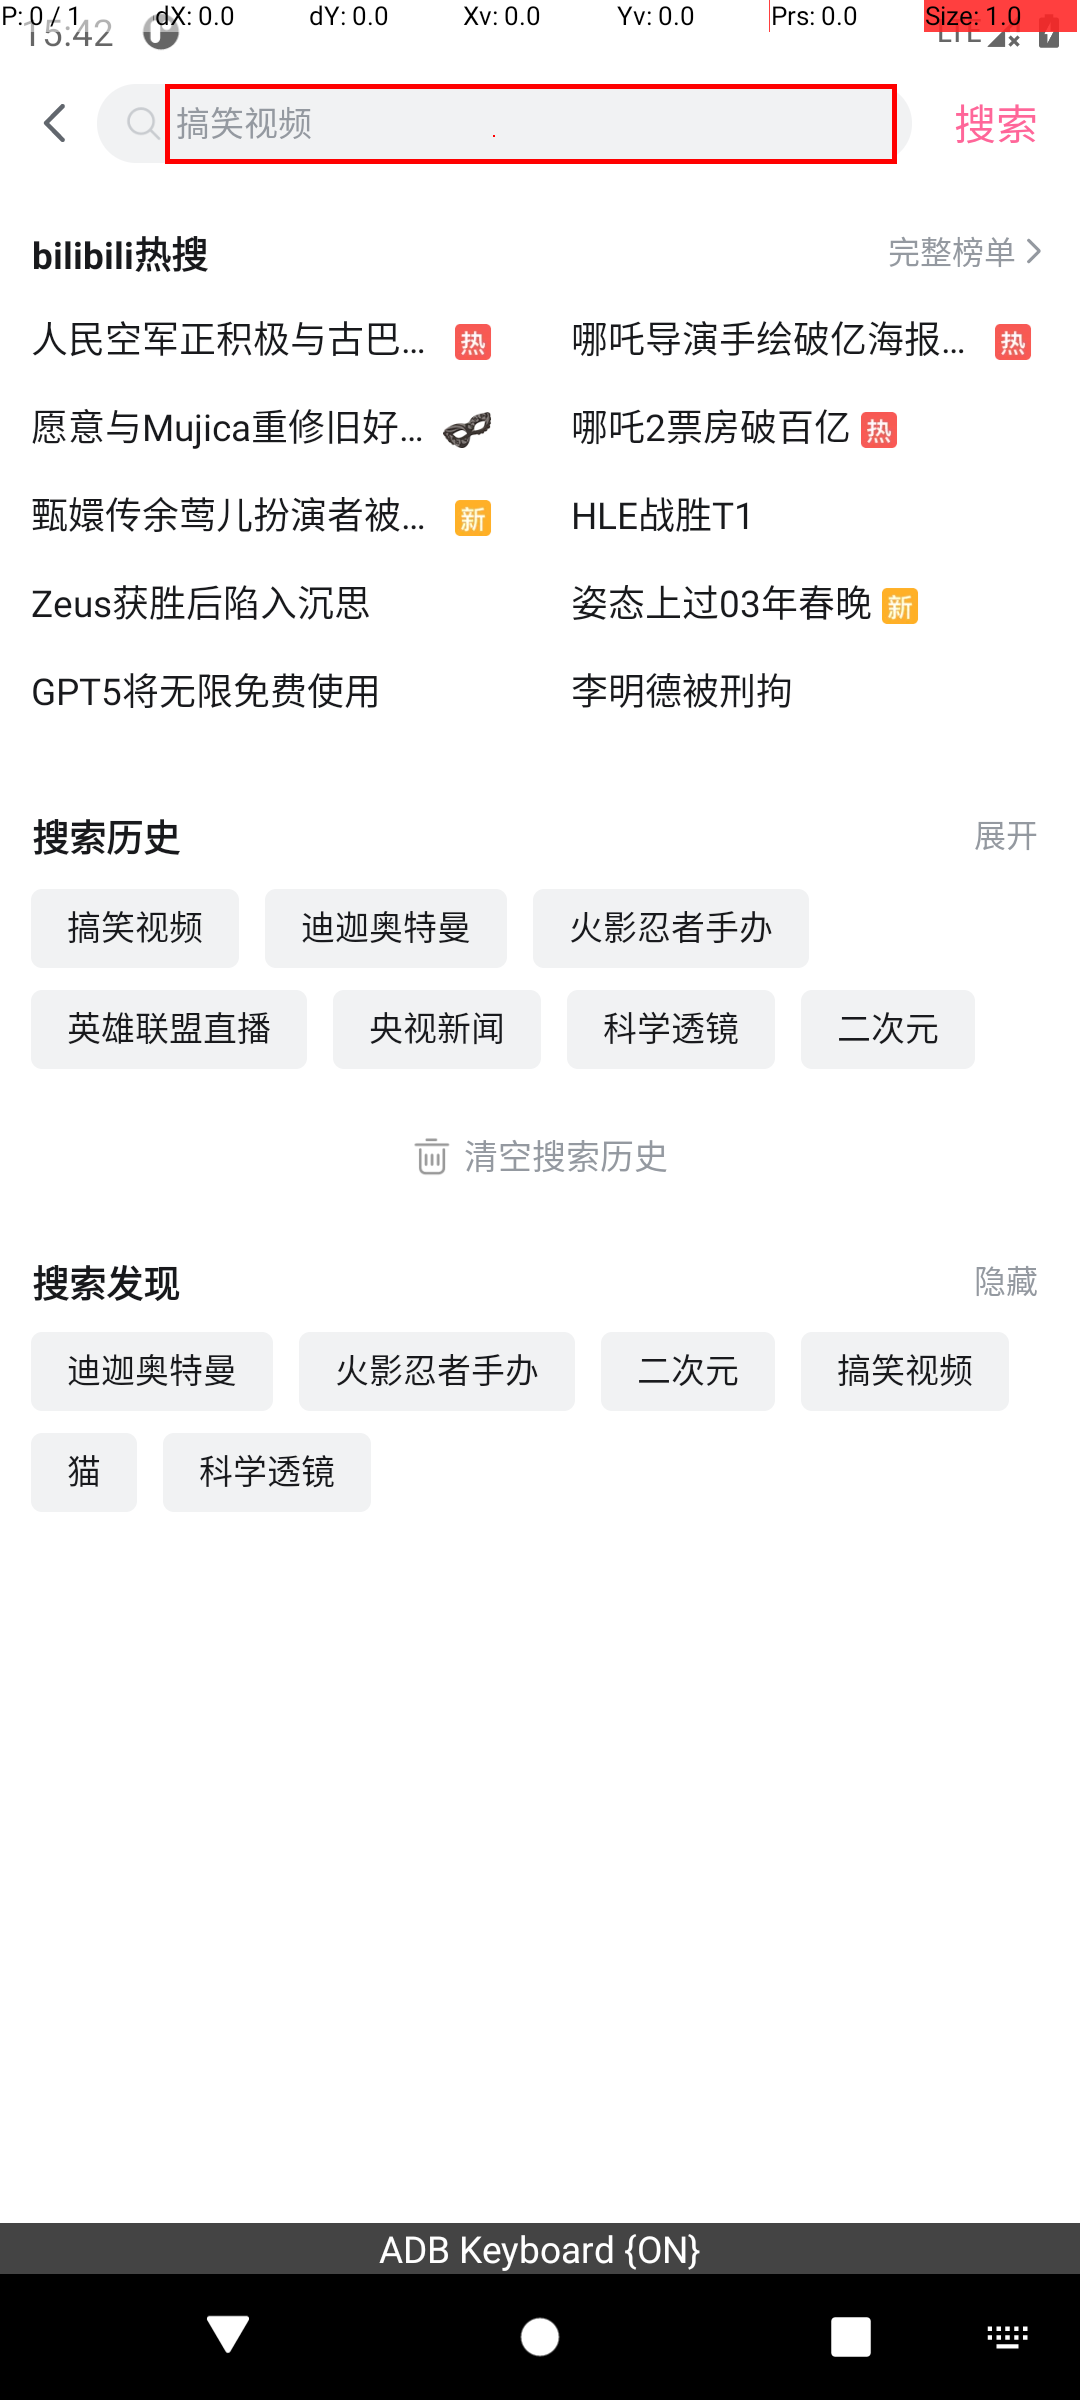 P: 0 / 1 dX: 0.0 dY: 0.0 Xv: 0.0 Yv: 0.0 Prs: 0.0 Size: 1.0
15:42 LTE
搞笑视频 搜索
bilibili热搜 完整榜单
人民空军正积极与古巴... 热 哪吒导演手绘破亿海报... 热
愿意与Mujica重修旧好... 哪吒2票房破百亿 热
甄嬛传余莺儿扮演者被... 新 HLE战胜T1
Zeus获胜后陷入沉思 姿态上过03年春晚 新
GPT5将无限免费使用 李明德被刑拘
搜索历史 展开
搞笑视频 迪迦奥特曼 火影忍者手办
英雄联盟直播 央视新闻 科学透镜 二次元
清空搜索历史
搜索发现 隐藏
迪迦奥特曼 火影忍者手办 二次元 搞笑视频
猫 科学透镜
ADB Keyboard {ON}